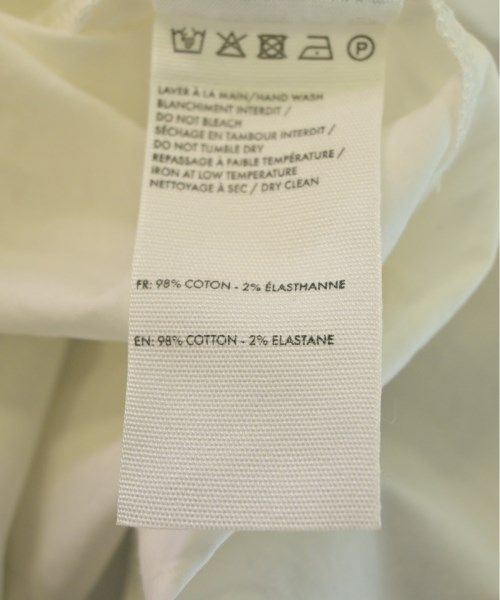 P
LAVER À LA MAIN/HAND WASH
BLANCHIMENT INTERDIT /
DO NOT BLEACH
SÉCHAGE EN TAMBOUR INTERDIT /
DO NOT TUMBLE DRY
REPASSAGE À FAIBLE TEMPÉRATURE /
IRON AT LOW TEMPERATURE
NETTOYAGE À SEC / DRY CLEAN
FR: 98% COTON - 2% ÉLASTHANNE
EN: 98% COTTON - 2% ELASTANE